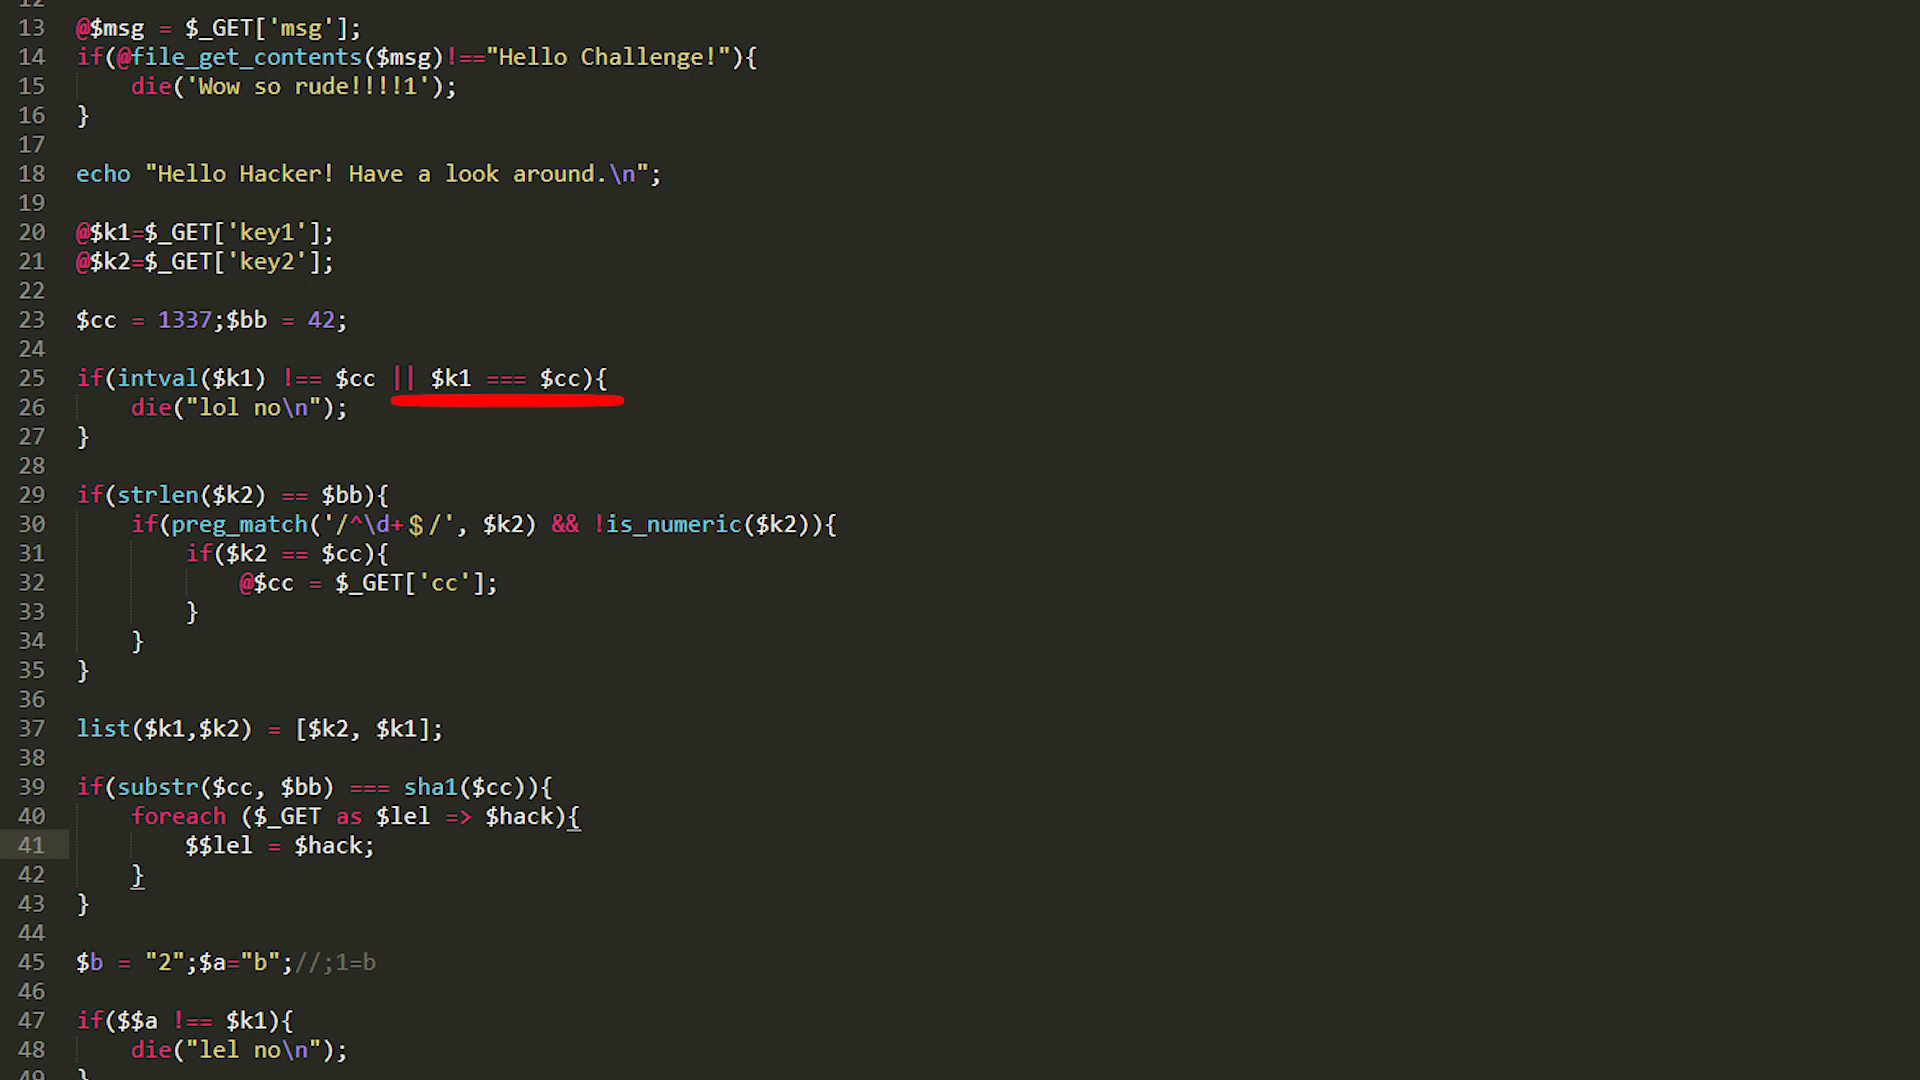 12
13 @$msg = $_GET['msg'];
14 if(@file_get_contents($msg)!=="Hello Challenge!"){
15     die('Wow so rude!!!!1');
16 }
17
18 echo "Hello Hacker! Have a look around.\n";
19
20 @$k1=$_GET['key1'];
21 @$k2=$_GET['key2'];
22
23 $cc = 1337;$bb = 42;
24
25 if(intval($k1) !== $cc || $k1 === $cc){
26     die("lol no\n");
27 }
28
29 if(strlen($k2) == $bb){
30     if(preg_match('/^\d+＄/', $k2) && !is_numeric($k2)){
31         if($k2 == $cc){
32             @$cc = $_GET['cc'];
33         }
34     }
35 }
36
37 list($k1,$k2) = [$k2, $k1];
38
39 if(substr($cc, $bb) === sha1($cc)){
40     foreach ($_GET as $lel => $hack){
41         $$lel = $hack;
42     }
43 }
44
45 $b = "2";$a="b";//;1=b
46
47 if($$a !== $k1){
48     die("lel no\n");
49 }